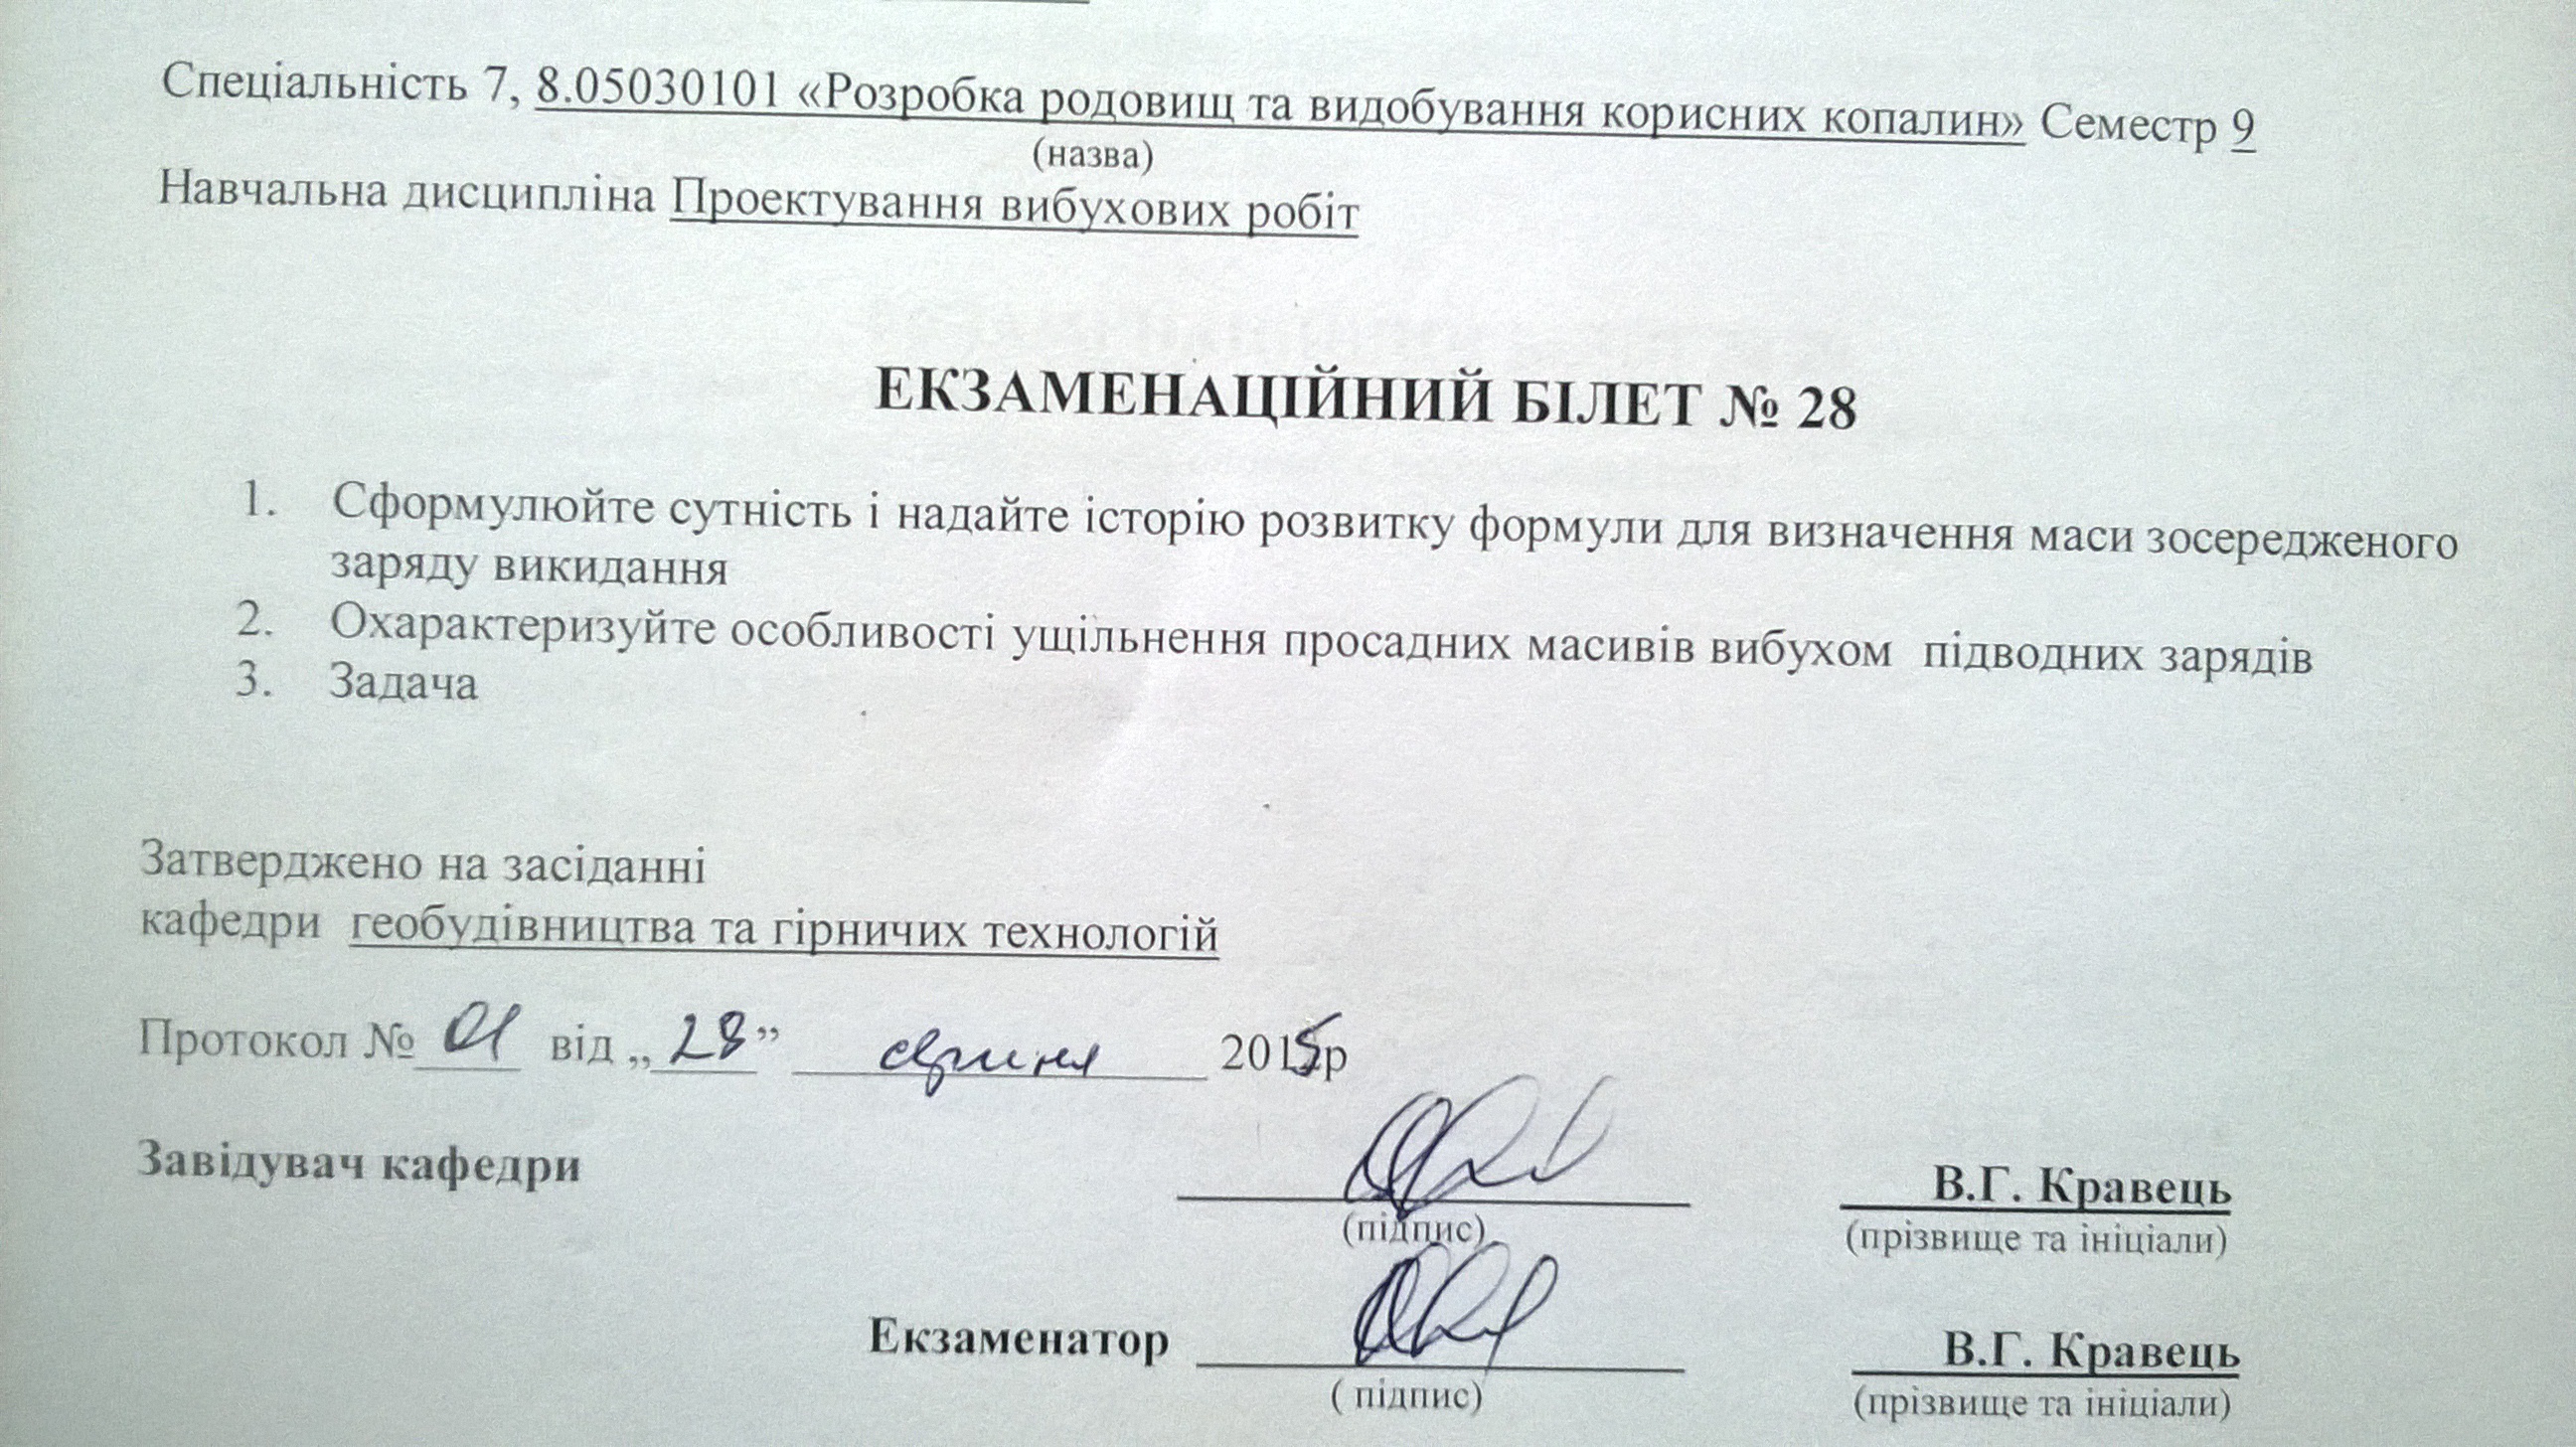 Спеціальність 7, 8.05030101 «Розробка родовищ та видобування корисних копалин» Семестр 9
(назва)
Навчальна дисципліна Проектування вибухових робіт
ЕКЗАМЕНАЦІЙНИЙ БІЛЕТ № 28
1. Сформулюйте сутність і надайте історію розвитку формули для визначення маси зосередженого
заряду викидання
2. Охарактеризуйте особливості ущільнення просадних масивів вибухом підводних зарядів
3. Задача
Затверджено на засіданні
кафедри геобудівництва та гірничих технологій
Протокол № 01 від „28” серпня 2015р
Завідувач кафедри В.Г. Кравець
(підпис) (прізвище та ініціали)
Екзаменатор В.Г. Кравець
( підпис) (прізвище та ініціали)